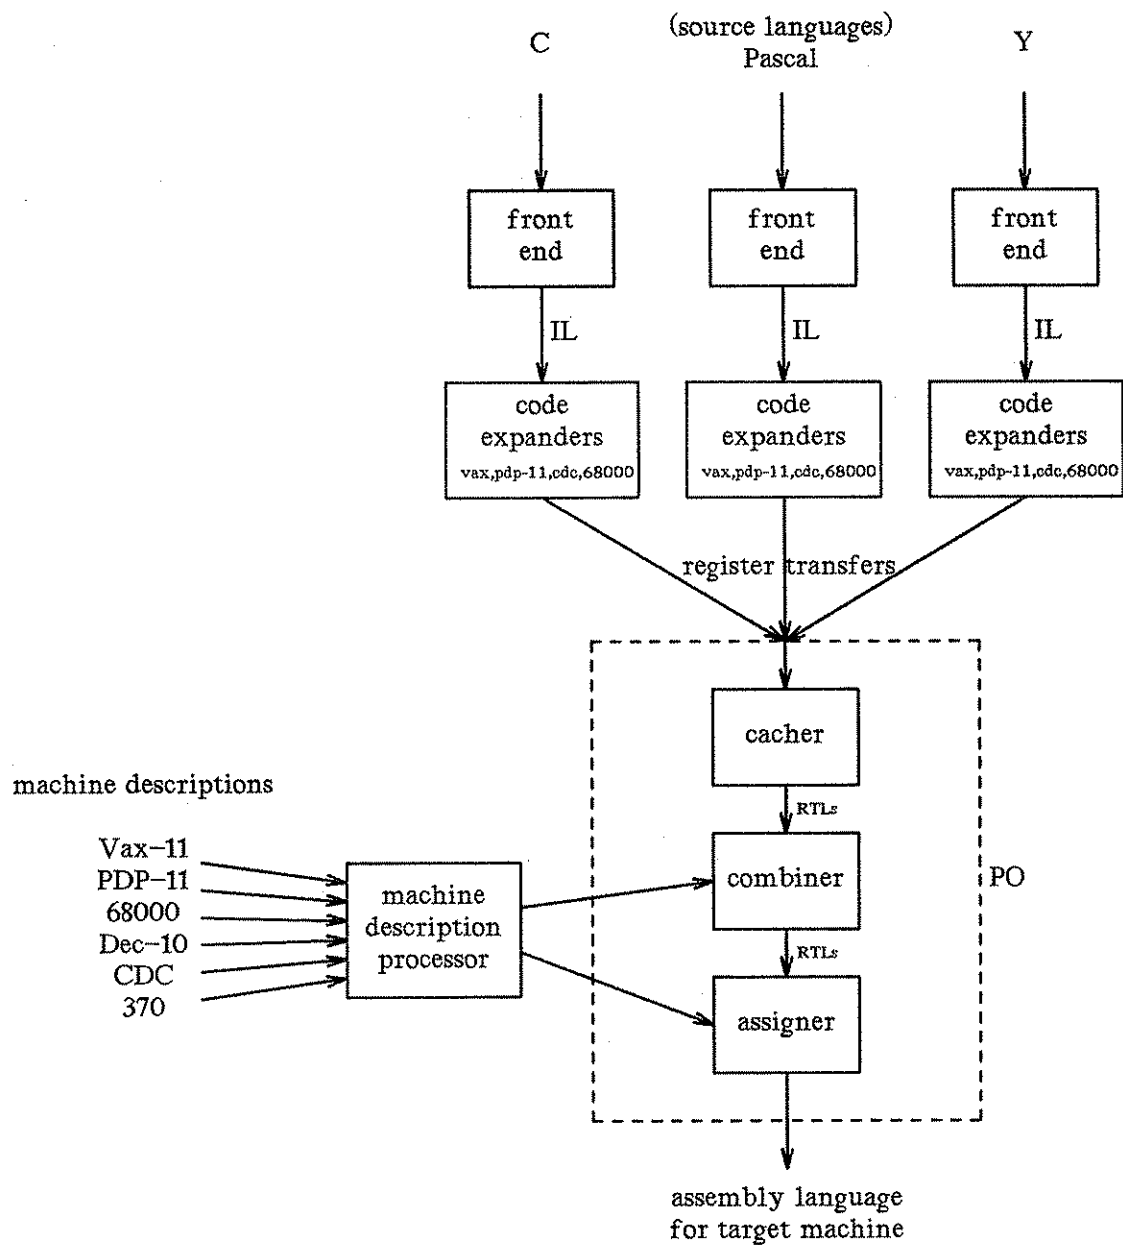 (source languages)
C
Pascal
Y
front
end
front
end
front
end
IL
IL
IL
code
expanders
vax,pdp-11,cdc,68000
code
expanders
vax,pdp-11,cdc,68000
code
expanders
vax,pdp-11,cdc,68000
register transfers
cacher
RTLs
machine descriptions
Vax-11
PDP-11
68000
Dec-10
CDC
370
machine
description
processor
combiner
PO
RTLs
assigner
assembly language
for target machine